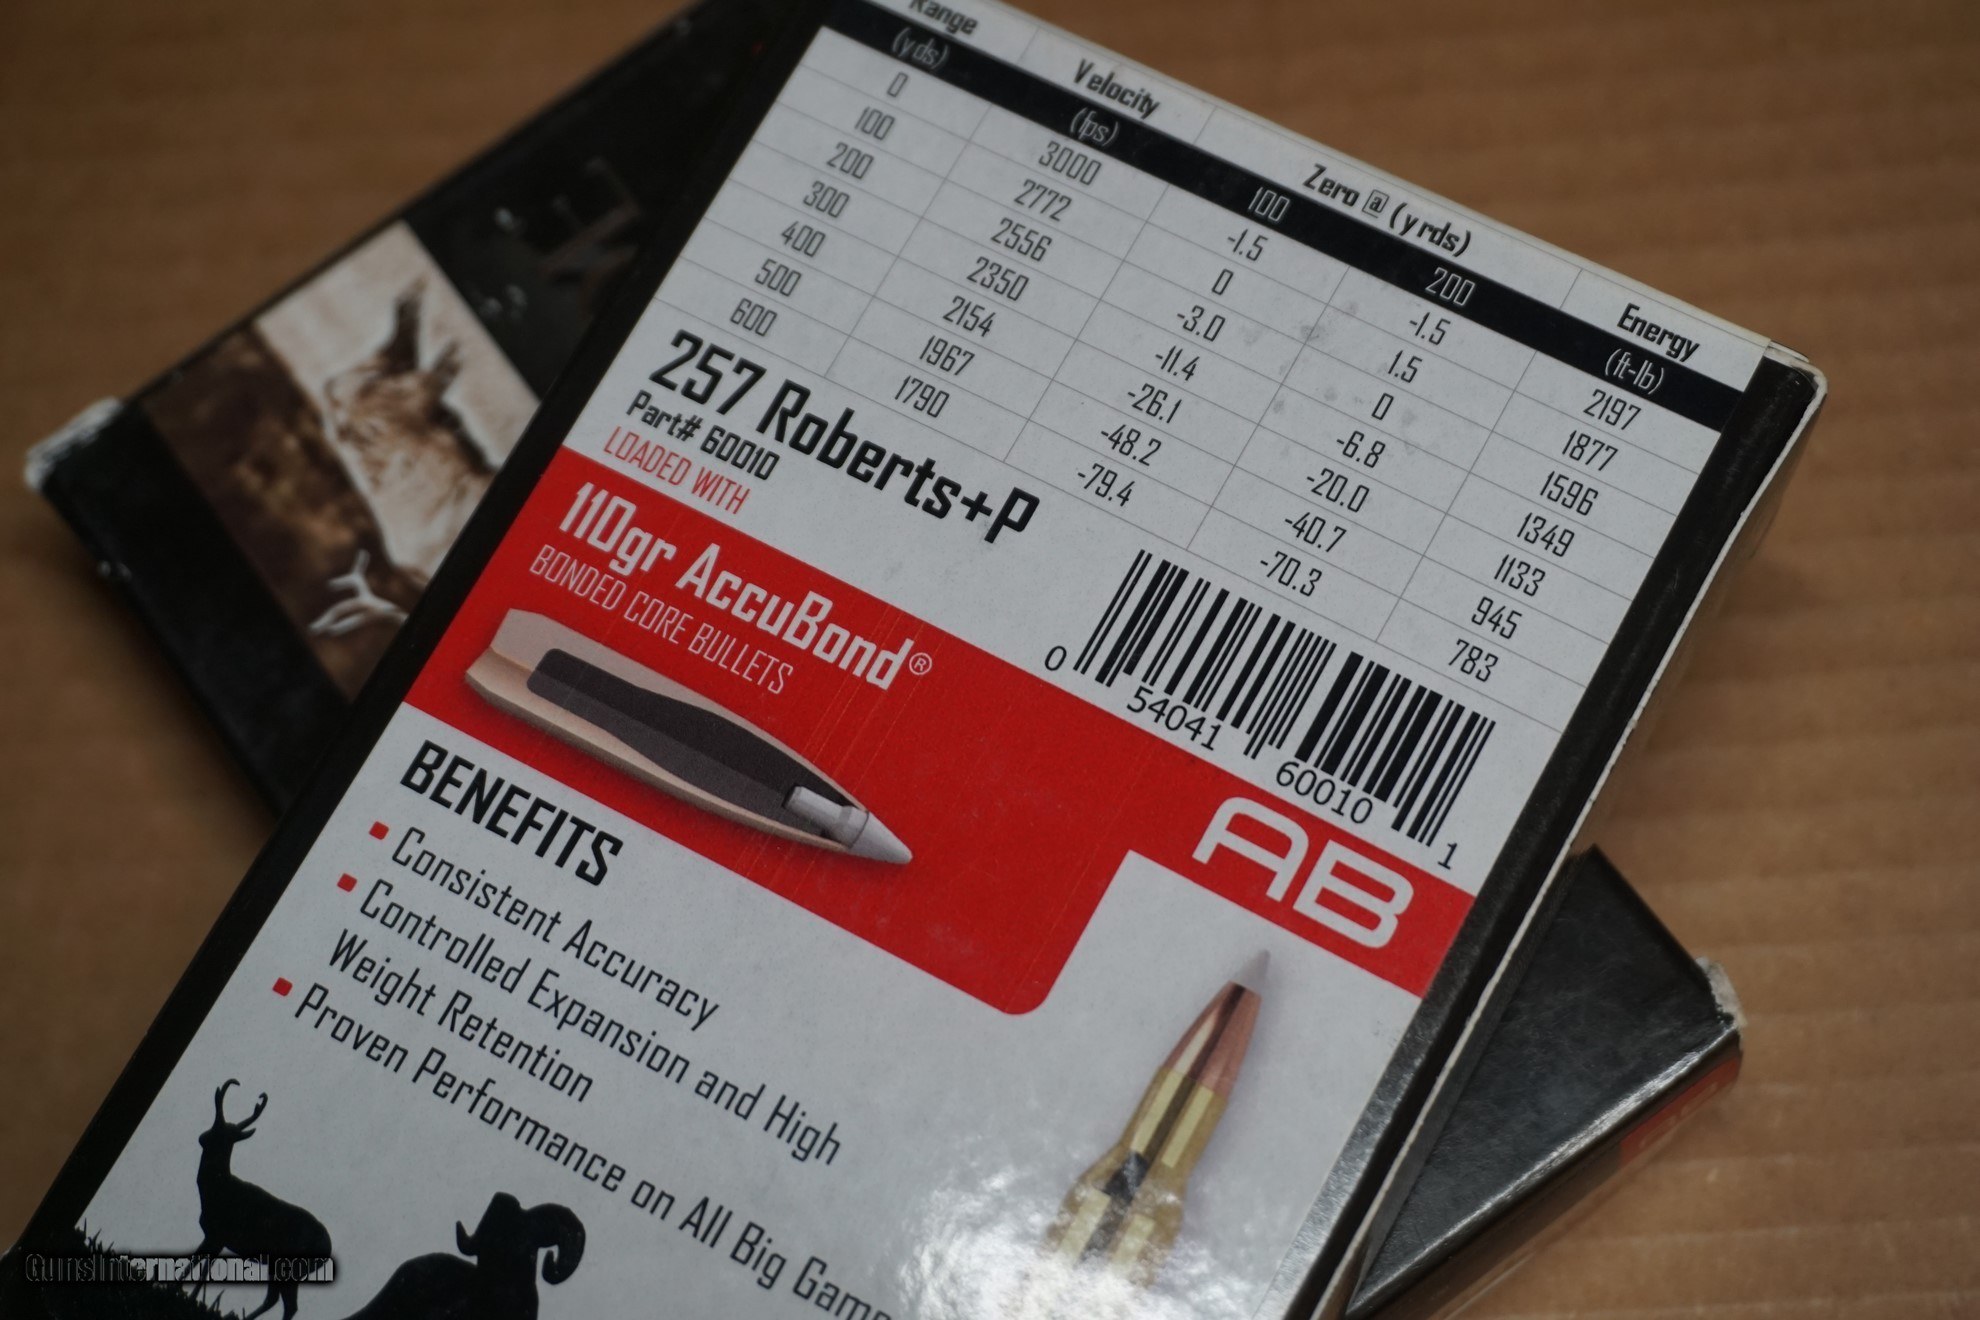 Range Velocity Zero @ (yrds) Energy
(yds) (fps) 100 200 (ft-lb)
0 3000 -1.5 -1.5 2197
100 2772 0 1.5 1877
200 2556 -3.0 0 1596
300 2350 -11.4 -6.8 1349
400 2154 -26.1 -20.0 1133
500 1967 -48.2 -40.7 945
600 1790 -79.4 -70.3 783
257 Roberts+P
Part# 60010
LOADED WITH
110gr AccuBond®
BONDED CORE BULLETS
0 54041 60010 1
AB
BENEFITS
Consistent Accuracy
Controlled Expansion and High
Weight Retention
Proven Performance on All Big Game
GunsInternational.com